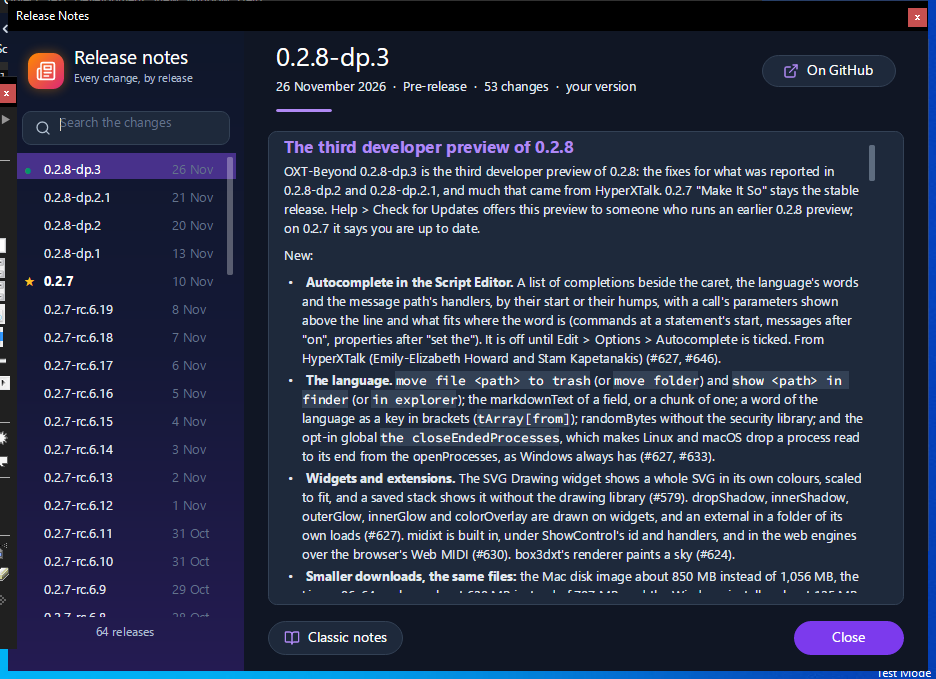 Release Notes
x
Release notes
Every change, by release
Search the changes
0.2.8-dp.3 26 Nov
0.2.8-dp.2.1 21 Nov
0.2.8-dp.2 20 Nov
0.2.8-dp.1 13 Nov
★ 0.2.7 10 Nov
0.2.7-rc.6.19 8 Nov
0.2.7-rc.6.18 7 Nov
0.2.7-rc.6.17 6 Nov
0.2.7-rc.6.16 5 Nov
0.2.7-rc.6.15 4 Nov
0.2.7-rc.6.14 3 Nov
0.2.7-rc.6.13 2 Nov
0.2.7-rc.6.12 1 Nov
0.2.7-rc.6.11 31 Oct
0.2.7-rc.6.10 31 Oct
0.2.7-rc.6.9 29 Oct
0.2.7-rc.6.8 28 Oct
64 releases
0.2.8-dp.3
26 November 2026 · Pre-release · 53 changes · your version
On GitHub
The third developer preview of 0.2.8
OXT-Beyond 0.2.8-dp.3 is the third developer preview of 0.2.8: the fixes for what was reported in
0.2.8-dp.2 and 0.2.8-dp.2.1, and much that came from HyperXTalk. 0.2.7 "Make It So" stays the stable
release. Help > Check for Updates offers this preview to someone who runs an earlier 0.2.8 preview;
on 0.2.7 it says you are up to date.
New:
• Autocomplete in the Script Editor. A list of completions beside the caret, the language's words
and the message path's handlers, by their start or their humps, with a call's parameters shown
above the line and what fits where the word is (commands at a statement's start, messages after
"on", properties after "set the"). It is off until Edit > Options > Autocomplete is ticked. From
HyperXTalk (Emily-Elizabeth Howard and Stam Kapetanakis) (#627, #646).
• The language. move file <path> to trash (or move folder) and show <path> in
finder (or in explorer); the markdownText of a field, or a chunk of one; a word of the
language as a key in brackets (tArray[from]); randomBytes without the security library; and the
opt-in global the closeEndedProcesses, which makes Linux and macOS drop a process read
to its end from the openProcesses, as Windows always has (#627, #633).
• Widgets and extensions. The SVG Drawing widget shows a whole SVG in its own colours, scaled
to fit, and a saved stack shows it without the drawing library (#579). dropShadow, innerShadow,
outerGlow, innerGlow and colorOverlay are drawn on widgets, and an external in a folder of its
own loads (#627). midixt is built in, under ShowControl's id and handlers, and in the web engines
over the browser's Web MIDI (#630). box3dxt's renderer paints a sky (#624).
• Smaller downloads, the same files: the Mac disk image about 850 MB instead of 1,056 MB, the
Classic notes
Close
Test Mode